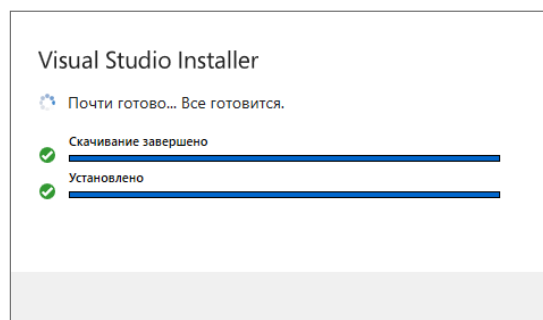 Visual Studio Installer
Почти готово... Все готовится.
Скачивание завершено
Установлено